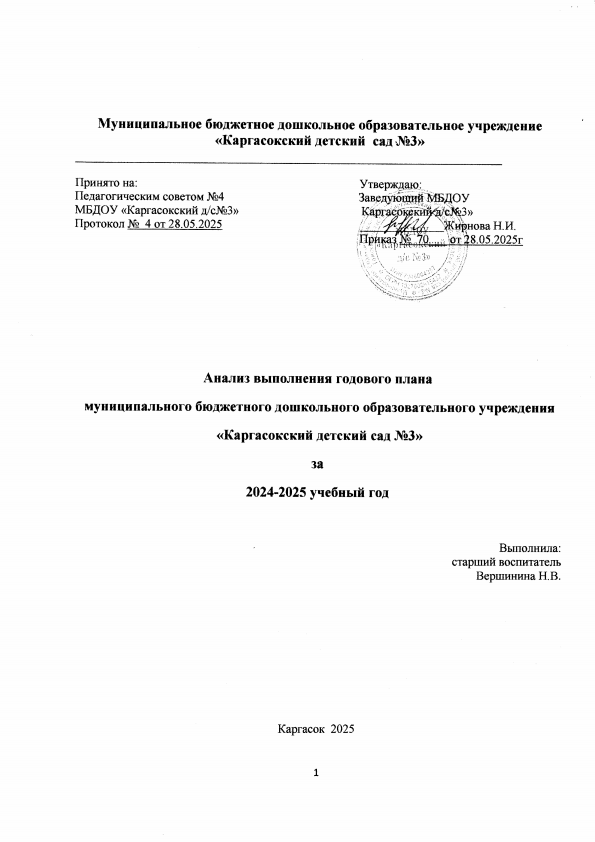 Муниципальное бюджетное дошкольное образовательное учреждение
«Каргасокский детский сад №3»
Принято на:
Педагогическим советом №4
МБДОУ «Каргасокский д/с№3»
Протокол № 4 от 28.05.2025
Утверждаю:
Заведующий МБДОУ
Каргасокский д/с№3»
Жирнова Н.И.
Приказ № 70 от 28.05.2025г
«Каргасокский
д/с №3»
Анализ выполнения годового плана
муниципального бюджетного дошкольного образовательного учреждения
«Каргасокский детский сад №3»
за
2024-2025 учебный год
Выполнила:
старший воспитатель
Вершинина Н.В.
Каргасок 2025
1